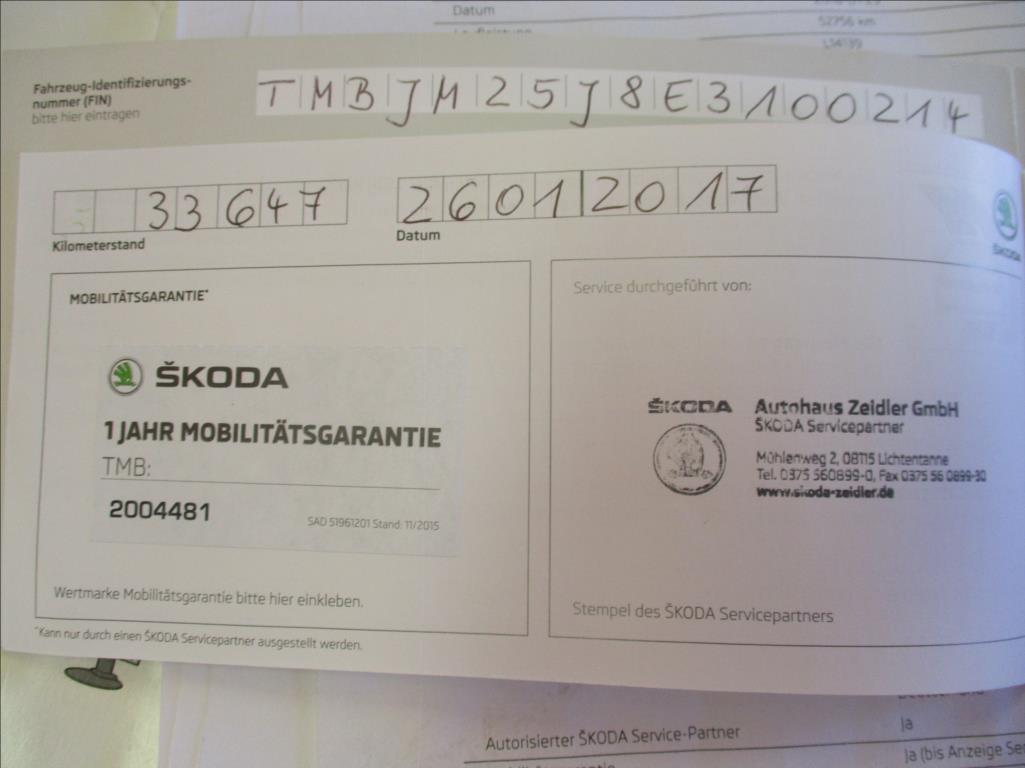 Datum
52756 km
Fahrzeug-Identifizierungs-
nummer (FIN)
bitte hier eintragen
TMBJM25J8E3100214
33647
26012017
Kilometerstand
Datum
ŠKODA
MOBILITÄTSGARANTIE*
Service durchgeführt von:
ŠKODA
1 JAHR MOBILITÄTSGARANTIE
TMB:
2004481
SAD 51961201 Stand: 11/2015
ŠKODA
Autohaus Zeidler GmbH
ŠKODA Servicepartner
Mühlenweg 2, 08115 Lichtentanne
Tel. 0375 560899-0, Fax 0375 56 0899-30
www.skoda-zeidler.de
Wertmarke Mobilitätsgarantie bitte hier einkleben.
Stempel des ŠKODA Servicepartners
*Kann nur durch einen ŠKODA Servicepartner ausgestellt werden.
Autorisierter ŠKODA Service-Partner
Ja
Ja (bis Anzeige